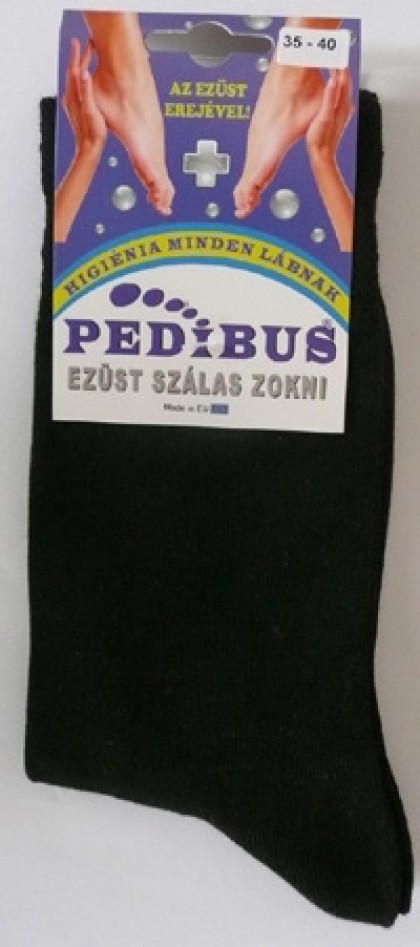 35 - 40
AZ EZÜST
EREJÉVEL!
HIGIÉNIA MINDEN LÁBNAK
PEDiBUS®
EZÜST SZÁLAS ZOKNI
Made in EU